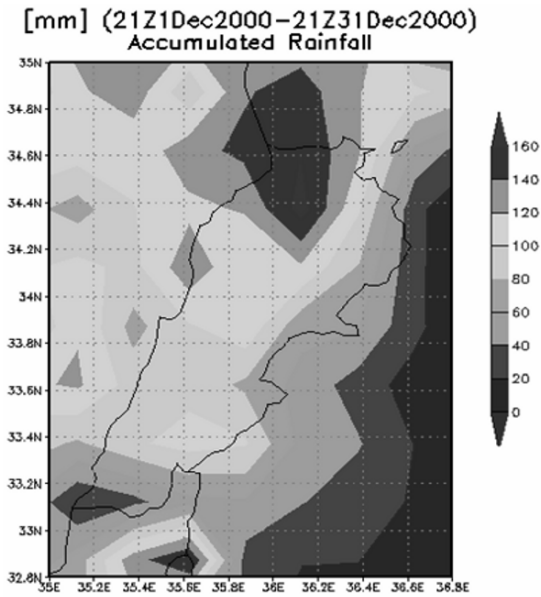 [mm] (21Z1Dec2000-21Z31Dec2000)
Accumulated Rainfall
35N
34.8N
34.6N
34.4N
34.2N
34N
33.8N
33.6N
33.4N
33.2N
33N
32.8N
35E 35.2E 35.4E 35.6E 35.8E 36E 36.2E 36.4E 36.6E 36.8E
160
140
120
100
80
60
40
20
0